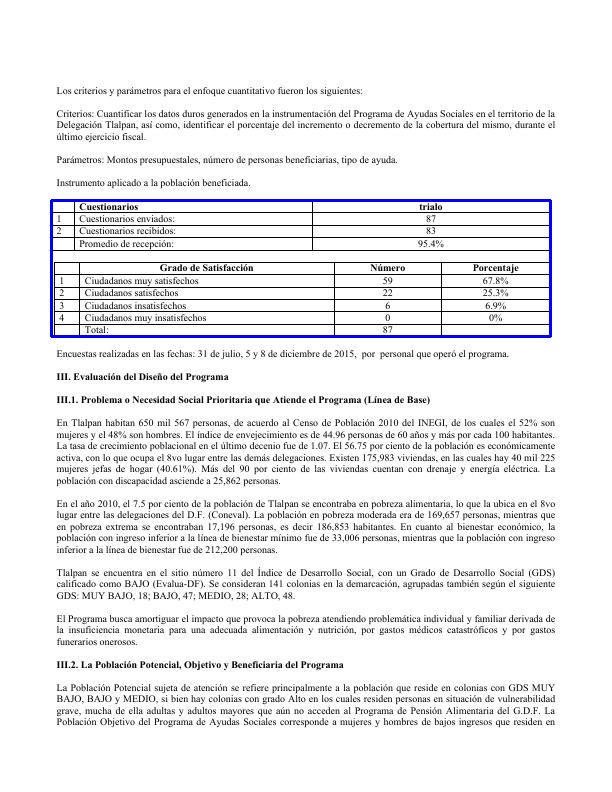 Los criterios y parámetros para el enfoque cuantitativo fueron los siguientes:
Criterios: Cuantificar los datos duros generados en la instrumentación del Programa de Ayudas Sociales en el territorio de la
Delegación Tlalpan, así como, identificar el porcentaje del incremento o decremento de la cobertura del mismo, durante el
último ejercicio fiscal.
Parámetros: Montos presupuestales, número de personas beneficiarias, tipo de ayuda.
Instrumento aplicado a la población beneficiada.
Cuestionarios trialo
1 Cuestionarios enviados: 87
2 Cuestionarios recibidos: 83
Promedio de recepción: 95.4%
Grado de Satisfacción Número Porcentaje
1 Ciudadanos muy satisfechos 59 67.8%
2 Ciudadanos satisfechos 22 25.3%
3 Ciudadanos insatisfechos 6 6.9%
4 Ciudadanos muy insatisfechos 0 0%
Total: 87
Encuestas realizadas en las fechas: 31 de julio, 5 y 8 de diciembre de 2015, por personal que operó el programa.
III. Evaluación del Diseño del Programa
III.1. Problema o Necesidad Social Prioritaria que Atiende el Programa (Línea de Base)
En Tlalpan habitan 650 mil 567 personas, de acuerdo al Censo de Población 2010 del INEGI, de los cuales el 52% son
mujeres y el 48% son hombres. El índice de envejecimiento es de 44.96 personas de 60 años y más por cada 100 habitantes.
La tasa de crecimiento poblacional en el último decenio fue de 1.07. El 56.75 por ciento de la población es económicamente
activa, con lo que ocupa el 8vo lugar entre las demás delegaciones. Existen 175,983 viviendas, en las cuales hay 40 mil 225
mujeres jefas de hogar (40.61%). Más del 90 por ciento de las viviendas cuentan con drenaje y energía eléctrica. La
población con discapacidad asciende a 25,862 personas.
En el año 2010, el 7.5 por ciento de la población de Tlalpan se encontraba en pobreza alimentaria, lo que la ubica en el 8vo
lugar entre las delegaciones del D.F. (Coneval). La población en pobreza moderada era de 169,657 personas, mientras que
en pobreza extrema se encontraban 17,196 personas, es decir 186,853 habitantes. En cuanto al bienestar económico, la
población con ingreso inferior a la línea de bienestar mínimo fue de 33,006 personas, mientras que la población con ingreso
inferior a la línea de bienestar fue de 212,200 personas.
Tlalpan se encuentra en el sitio número 11 del Índice de Desarrollo Social, con un Grado de Desarrollo Social (GDS)
calificado como BAJO (Evalua-DF). Se consideran 141 colonias en la demarcación, agrupadas también según el siguiente
GDS: MUY BAJO, 18; BAJO, 47; MEDIO, 28; ALTO, 48.
El Programa busca amortiguar el impacto que provoca la pobreza atendiendo problemática individual y familiar derivada de
la insuficiencia monetaria para una adecuada alimentación y nutrición, por gastos médicos catastróficos y por gastos
funerarios onerosos.
III.2. La Población Potencial, Objetivo y Beneficiaria del Programa
La Población Potencial sujeta de atención se refiere principalmente a la población que reside en colonias con GDS MUY
BAJO, BAJO y MEDIO, si bien hay colonias con grado Alto en los cuales residen personas en situación de vulnerabilidad
grave, mucha de ella adultas y adultos mayores que aún no acceden al Programa de Pensión Alimentaria del G.D.F. La
Población Objetivo del Programa de Ayudas Sociales corresponde a mujeres y hombres de bajos ingresos que residen en